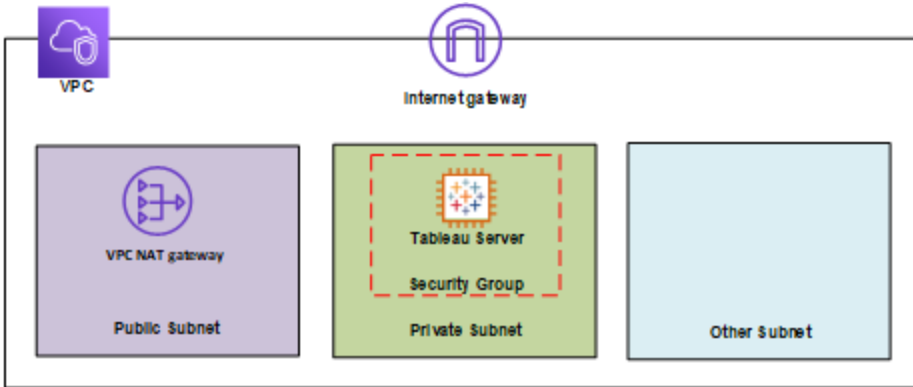 VPC
Internet gateway
VPC NAT gateway
Public Subnet
Tableau Server
Security Group
Private Subnet
Other Subnet